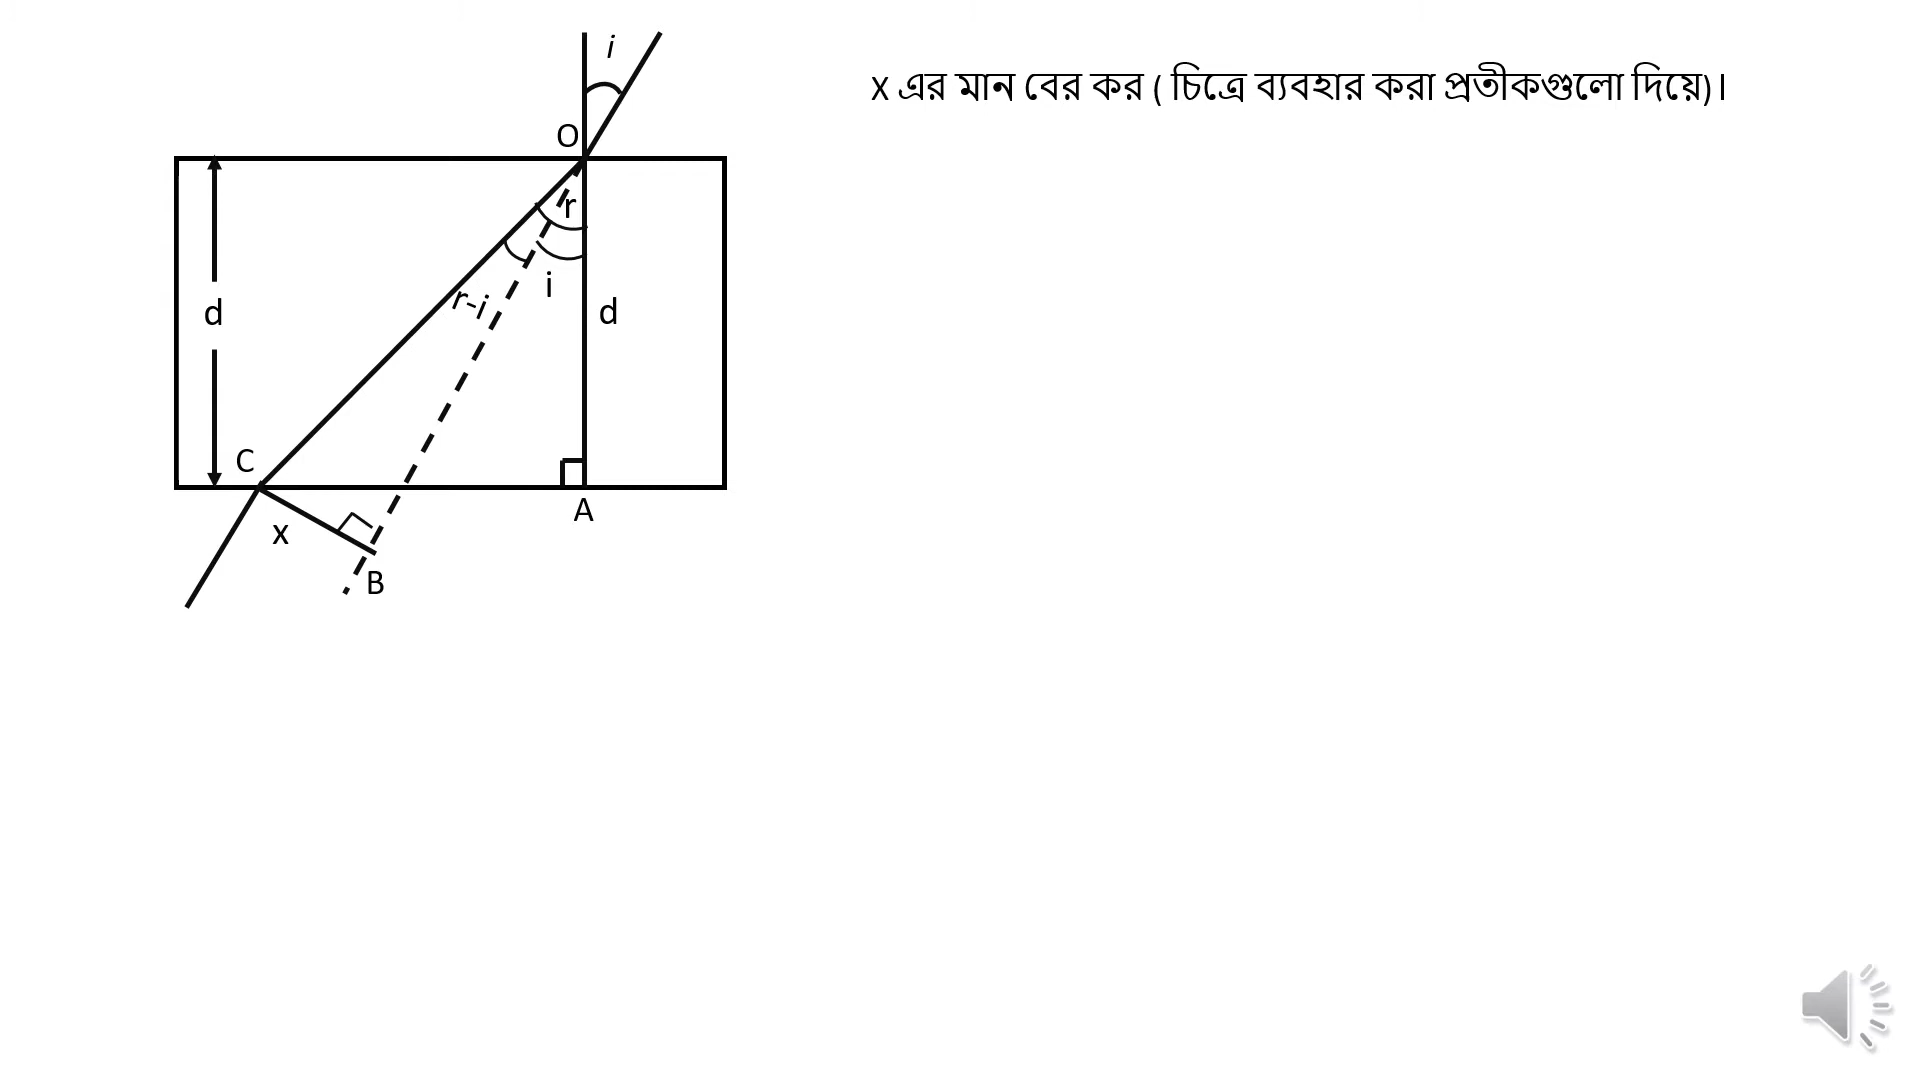 i
x এর মান বের কর ( চিত্রে ব্যবহার করা প্রতীকগুলো দিয়ে)।
O
r
i
r-i
d
d
C
A
x
B